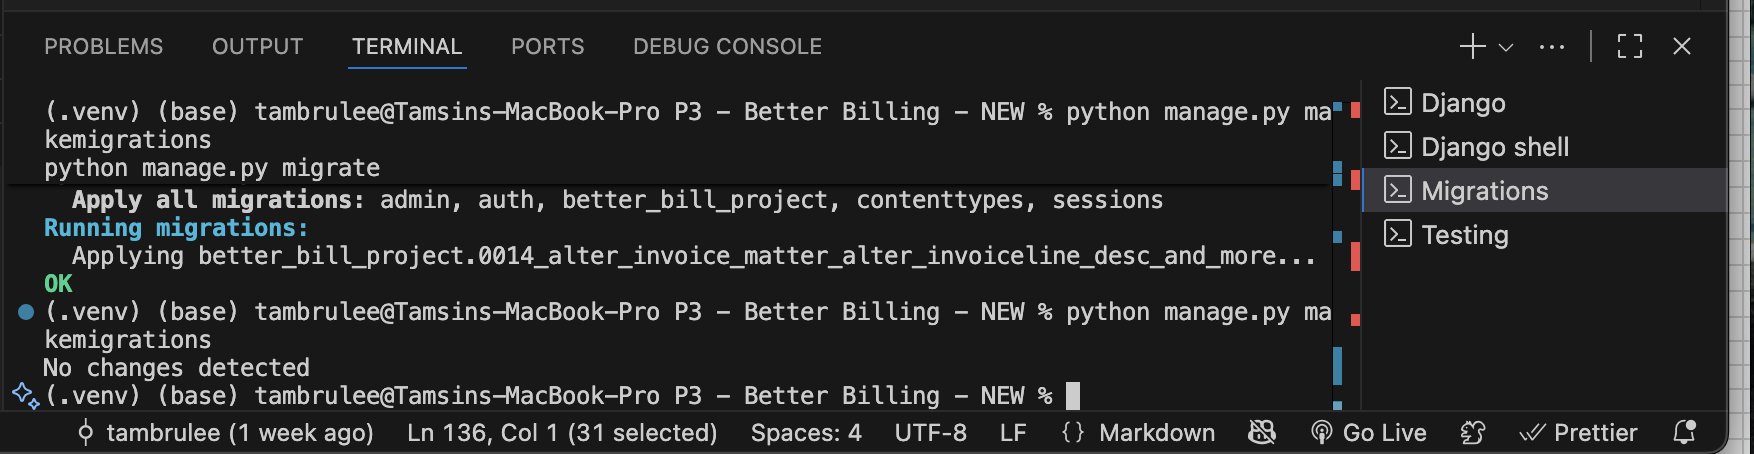 PROBLEMS OUTPUT TERMINAL PORTS DEBUG CONSOLE
(.venv) (base) tambrulee@Tamsins-MacBook-Pro P3 - Better Billing - NEW % python manage.py ma
kemigrations
python manage.py migrate
Apply all migrations: admin, auth, better_bill_project, contenttypes, sessions
Running migrations:
Applying better_bill_project.0014_alter_invoice_matter_alter_invoiceline_desc_and_more...
OK
(.venv) (base) tambrulee@Tamsins-MacBook-Pro P3 - Better Billing - NEW % python manage.py ma
kemigrations
No changes detected
(.venv) (base) tambrulee@Tamsins-MacBook-Pro P3 - Better Billing - NEW %
Django
Django shell
Migrations
Testing
tambrulee (1 week ago) Ln 136, Col 1 (31 selected) Spaces: 4 UTF-8 LF {} Markdown Go Live Prettier